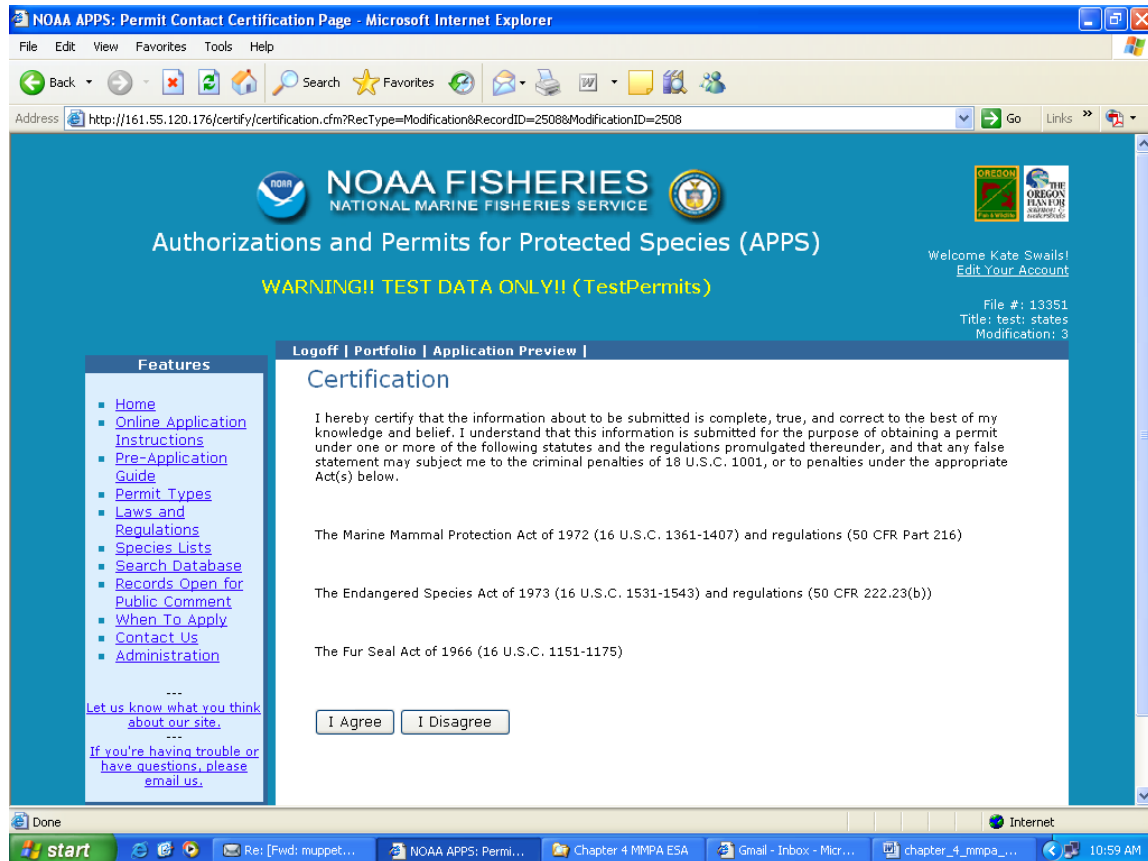 NOAA APPS: Permit Contact Certification Page - Microsoft Internet Explorer
File Edit View Favorites Tools Help
Back Search Favorites
Address http://161.55.120.176/certify/certification.cfm?RecType=Modification&RecordID=2508&ModificationID=2508 Go Links »
NOAA FISHERIES
NATIONAL MARINE FISHERIES SERVICE
NOAA
OREGON
Fish & Wildlife
THE
OREGON
PLAN FOR
salmon &
watersheds
Authorizations and Permits for Protected Species (APPS)
Welcome Kate Swails!
Edit Your Account
WARNING!! TEST DATA ONLY!! (TestPermits)
File #: 13351
Title: test: states
Modification: 3
Logoff | Portfolio | Application Preview |
Features
Home
Online Application
Instructions
Pre-Application
Guide
Permit Types
Laws and
Regulations
Species Lists
Search Database
Records Open for
Public Comment
When To Apply
Contact Us
Administration
---
Let us know what you think
about our site.
---
If you're having trouble or
have questions, please
email us.
Certification
I hereby certify that the information about to be submitted is complete, true, and correct to the best of my
knowledge and belief. I understand that this information is submitted for the purpose of obtaining a permit
under one or more of the following statutes and the regulations promulgated thereunder, and that any false
statement may subject me to the criminal penalties of 18 U.S.C. 1001, or to penalties under the appropriate
Act(s) below.
The Marine Mammal Protection Act of 1972 (16 U.S.C. 1361-1407) and regulations (50 CFR Part 216)
The Endangered Species Act of 1973 (16 U.S.C. 1531-1543) and regulations (50 CFR 222.23(b))
The Fur Seal Act of 1966 (16 U.S.C. 1151-1175)
I Agree I Disagree
Done Internet
start Re: [Fwd: muppet... NOAA APPS: Permi... Chapter 4 MMPA ESA Gmail - Inbox - Micr... chapter_4_mmpa_... 10:59 AM